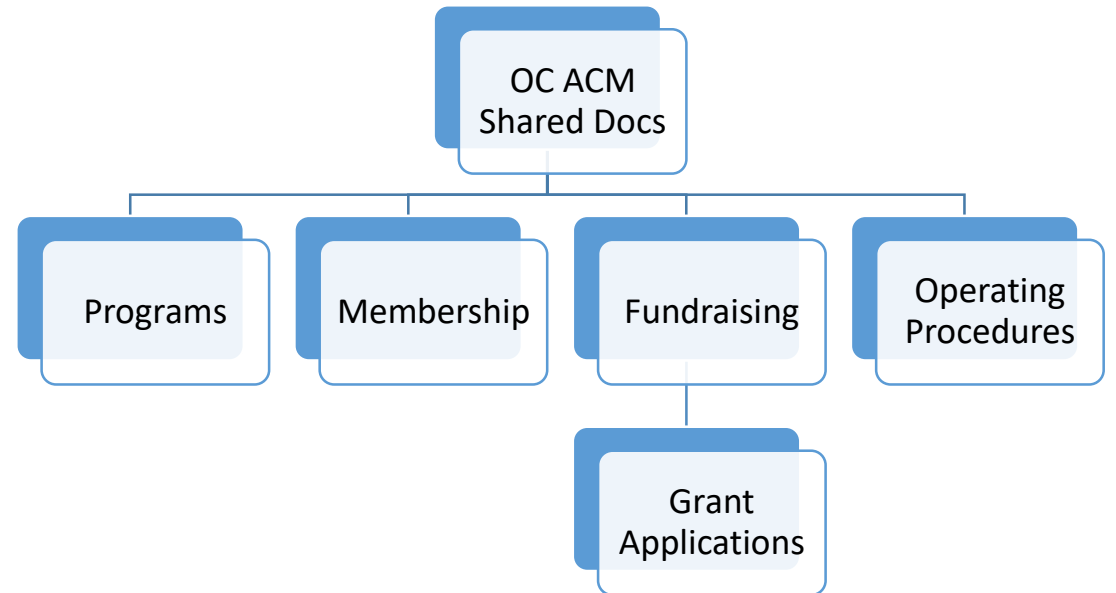 OC ACM
Shared Docs
Programs
Membership
Fundraising
Operating
Procedures
Grant
Applications